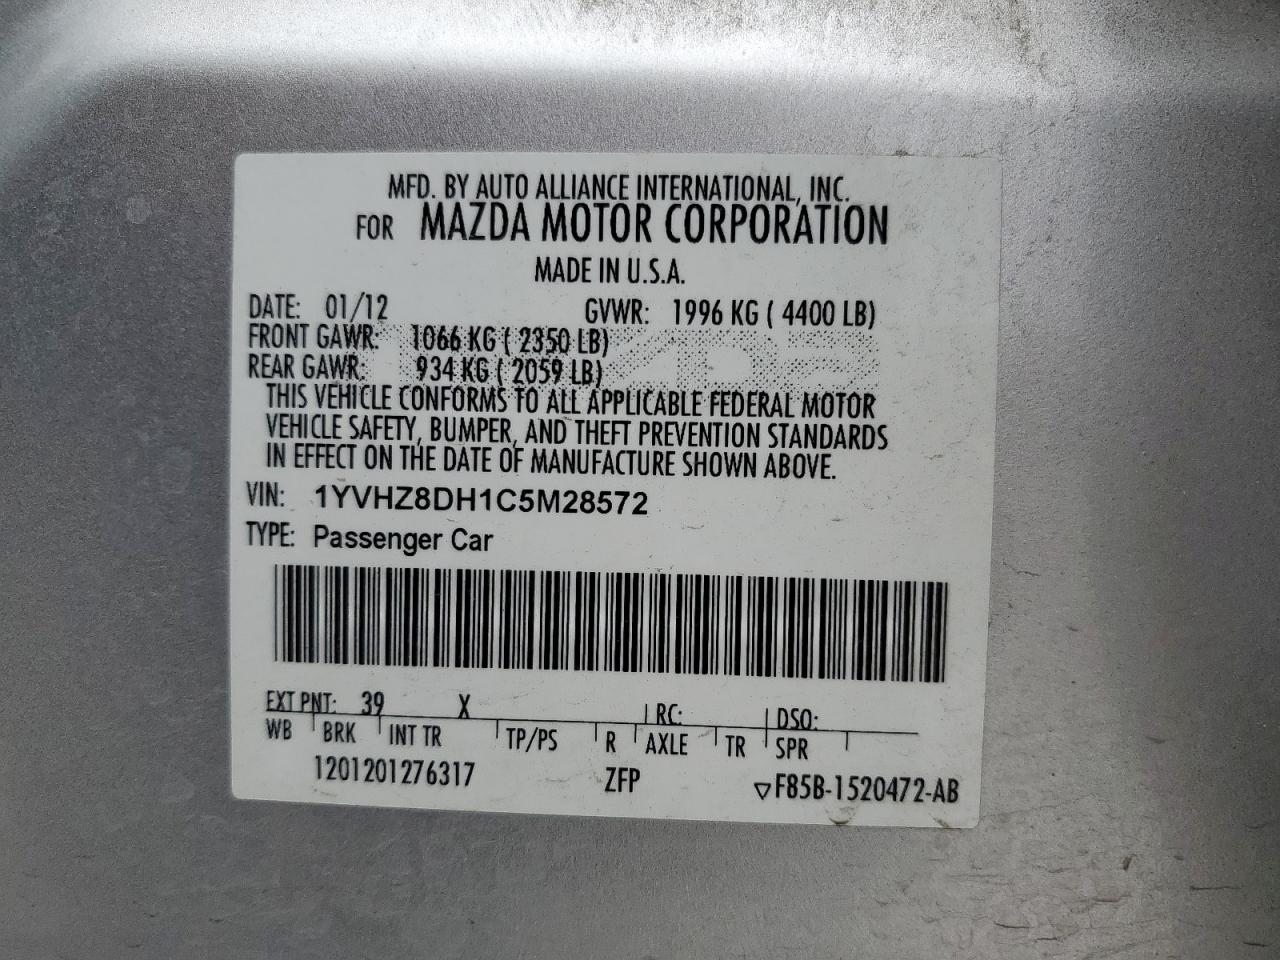 MFD. BY AUTO ALLIANCE INTERNATIONAL, INC.
FOR MAZDA MOTOR CORPORATION
MADE IN U.S.A.
DATE: 01/12 GVWR: 1996 KG ( 4400 LB)
FRONT GAWR: 1066 KG ( 2350 LB)
REAR GAWR: 934 KG ( 2059 LB)
THIS VEHICLE CONFORMS TO ALL APPLICABLE FEDERAL MOTOR
VEHICLE SAFETY, BUMPER, AND THEFT PREVENTION STANDARDS
IN EFFECT ON THE DATE OF MANUFACTURE SHOWN ABOVE.
VIN: 1YVHZ8DH1C5M28572
TYPE: Passenger Car
EXT PNT: 39 X RC: DSO:
WB BRK INT TR TP/PS R AXLE TR SPR
1201201276317 ZFP ▽F85B-1520472-AB